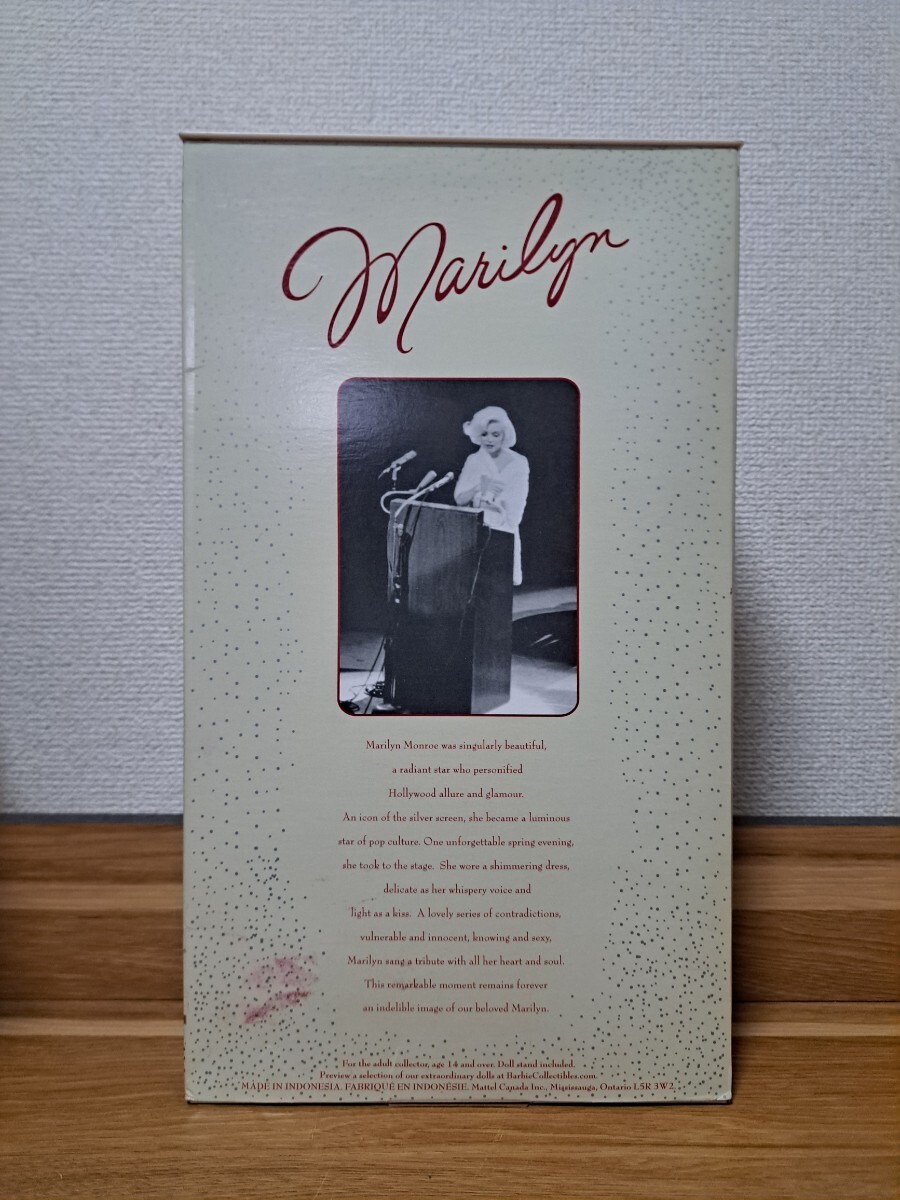 Marilyn
Marilyn Monroe was singularly beautiful,
a radiant star who personified
Hollywood allure and glamour.
An icon of the silver screen, she became a luminous
star of pop culture. One unforgettable spring evening,
she took to the stage. She wore a shimmering dress,
delicate as her whispery voice and
light as a kiss. A lovely series of contradictions,
vulnerable and innocent, knowing and sexy,
Marilyn sang a tribute with all her heart and soul.
This remarkable moment remains forever
an indelible image of our beloved Marilyn.
For the adult collector, age 14 and over. Doll stand included.
Preview a selection of our extraordinary dolls at BarbieCollectibles.com.
MADE IN INDONESIA. FABRIQUÉ EN INDONÉSIE. Mattel Canada Inc., Mississauga, Ontario L5R 3W2.